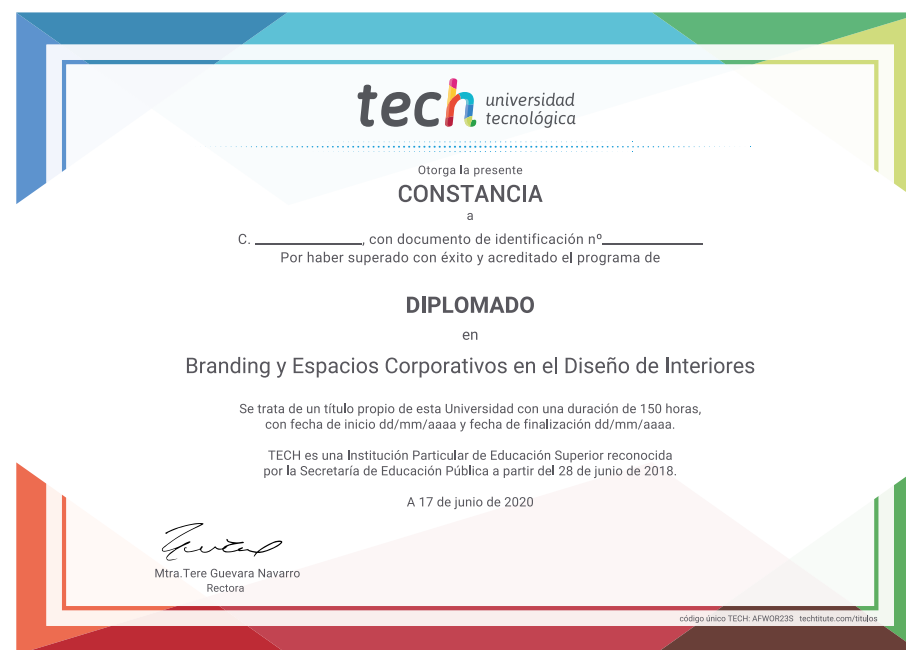 tech universidad
tecnológica
Otorga la presente
CONSTANCIA
a
C. ______________, con documento de identificación nº_____________
Por haber superado con éxito y acreditado el programa de
DIPLOMADO
en
Branding y Espacios Corporativos en el Diseño de Interiores
Se trata de un título propio de esta Universidad con una duración de 150 horas,
con fecha de inicio dd/mm/aaaa y fecha de finalización dd/mm/aaaa.
TECH es una Institución Particular de Educación Superior reconocida
por la Secretaría de Educación Pública a partir del 28 de junio de 2018.
A 17 de junio de 2020
Mtra.Tere Guevara Navarro
Rectora
código único TECH: AFWOR23S techtitute.com/titulos